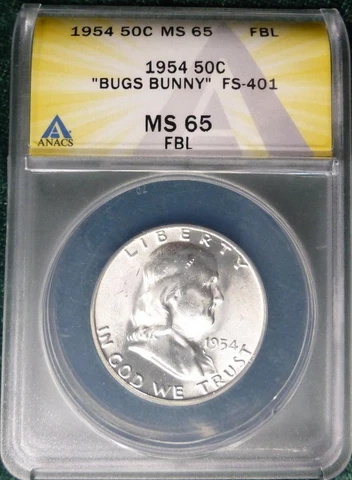 1954 50C MS 65 FBL
1954 50C
"BUGS BUNNY" FS-401
MS 65
FBL
ANACS
LIBERTY
1954
IN GOD WE TRUST